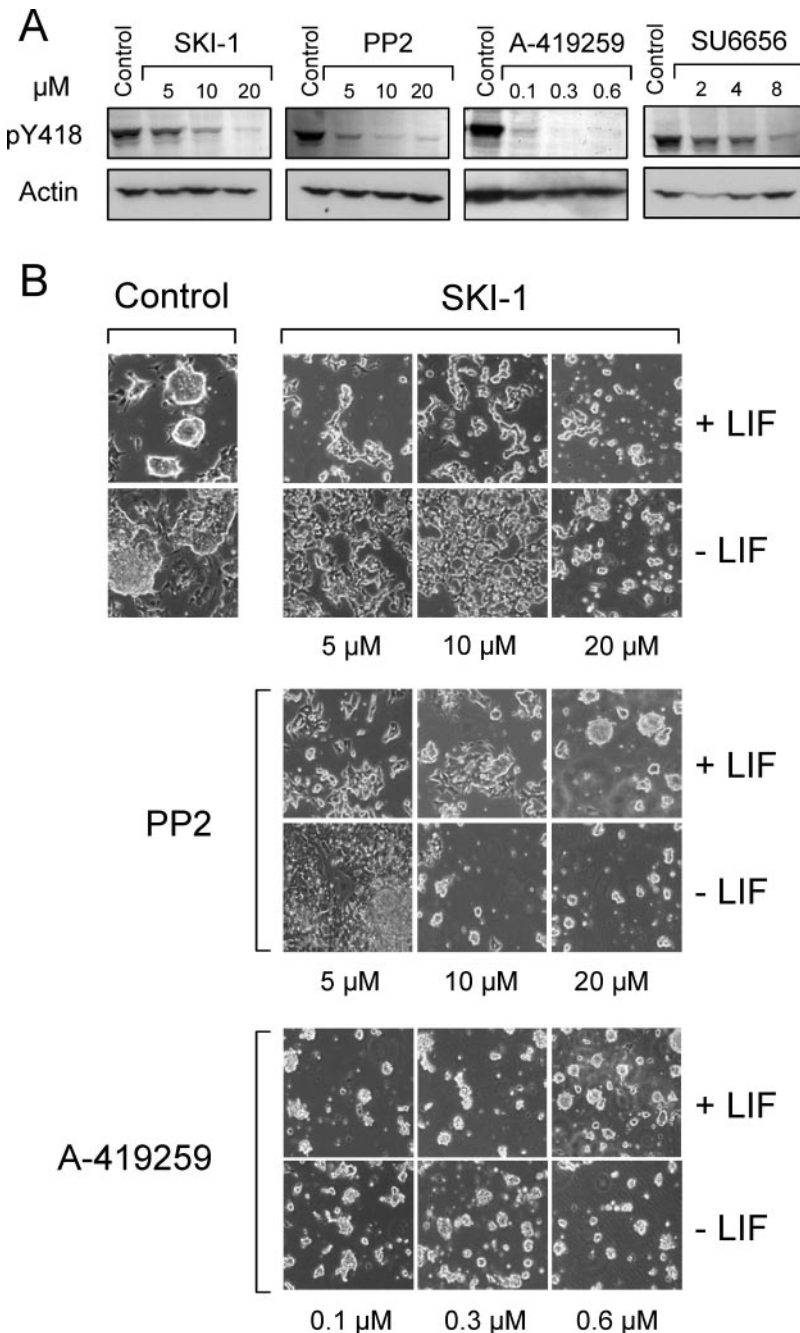 A
Control SKI-1 Control PP2 Control A-419259 Control SU6656
µM 5 10 20 5 10 20 0.1 0.3 0.6 2 4 8
pY418
Actin
B
Control SKI-1
+ LIF
- LIF
5 µM 10 µM 20 µM
PP2
+ LIF
- LIF
5 µM 10 µM 20 µM
A-419259
+ LIF
- LIF
0.1 µM 0.3 µM 0.6 µM